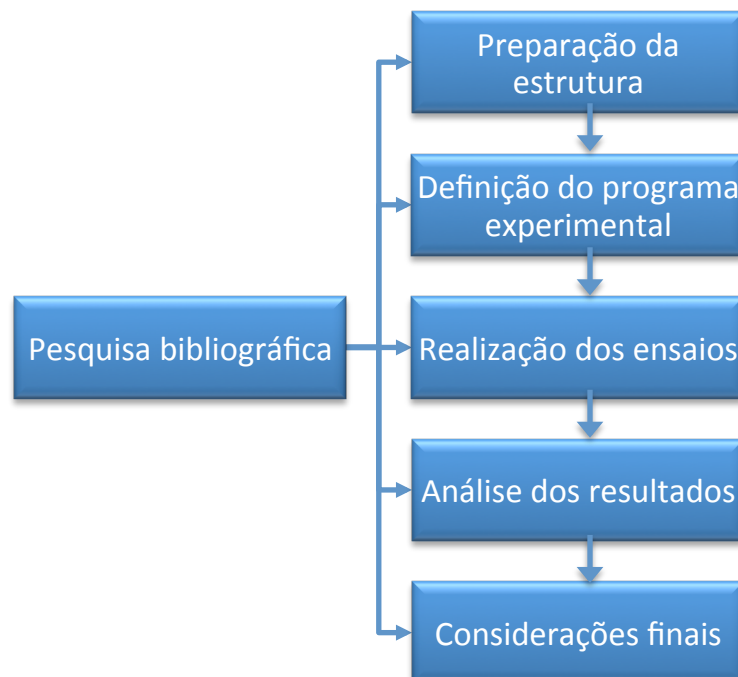 Preparação da
estrutura
Definição do programa
experimental
Pesquisa bibliográfica
Realização dos ensaios
Análise dos resultados
Considerações finais